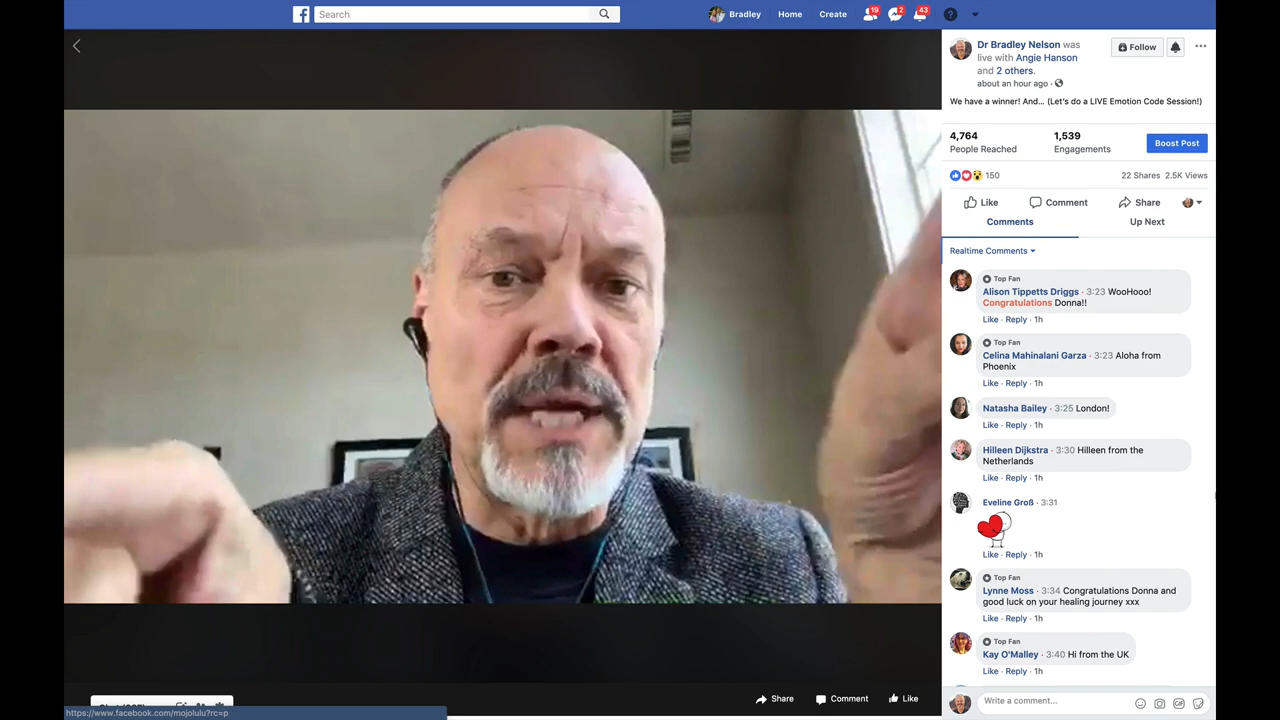 Search
Bradley
Home
Create
19
2
43
Dr Bradley Nelson was
live with Angie Hanson
and 2 others.
about an hour ago ·
Follow
We have a winner! And... (Let's do a LIVE Emotion Code Session!)
4,764
People Reached
1,539
Engagements
Boost Post
150
22 Shares 2.5K Views
Like
Comment
Share
Comments
Up Next
Realtime Comments
Top Fan
Alison Tippetts Driggs · 3:23 WooHooo!
Congratulations Donna!!
Like · Reply · 1h
Top Fan
Celina Mahinalani Garza · 3:23 Aloha from
Phoenix
Like · Reply · 1h
Natasha Bailey · 3:25 London!
Like · Reply · 1h
Hilleen Dijkstra · 3:30 Hilleen from the
Netherlands
Like · Reply · 1h
Eveline Groß · 3:31
Like · Reply · 1h
Top Fan
Lynne Moss · 3:34 Congratulations Donna and
good luck on your healing journey xxx
Like · Reply · 1h
Top Fan
Kay O'Malley · 3:40 Hi from the UK
Like · Reply · 1h
Write a comment...
GIF
Share
Comment
Like
https://www.facebook.com/mojolulu?rc=p